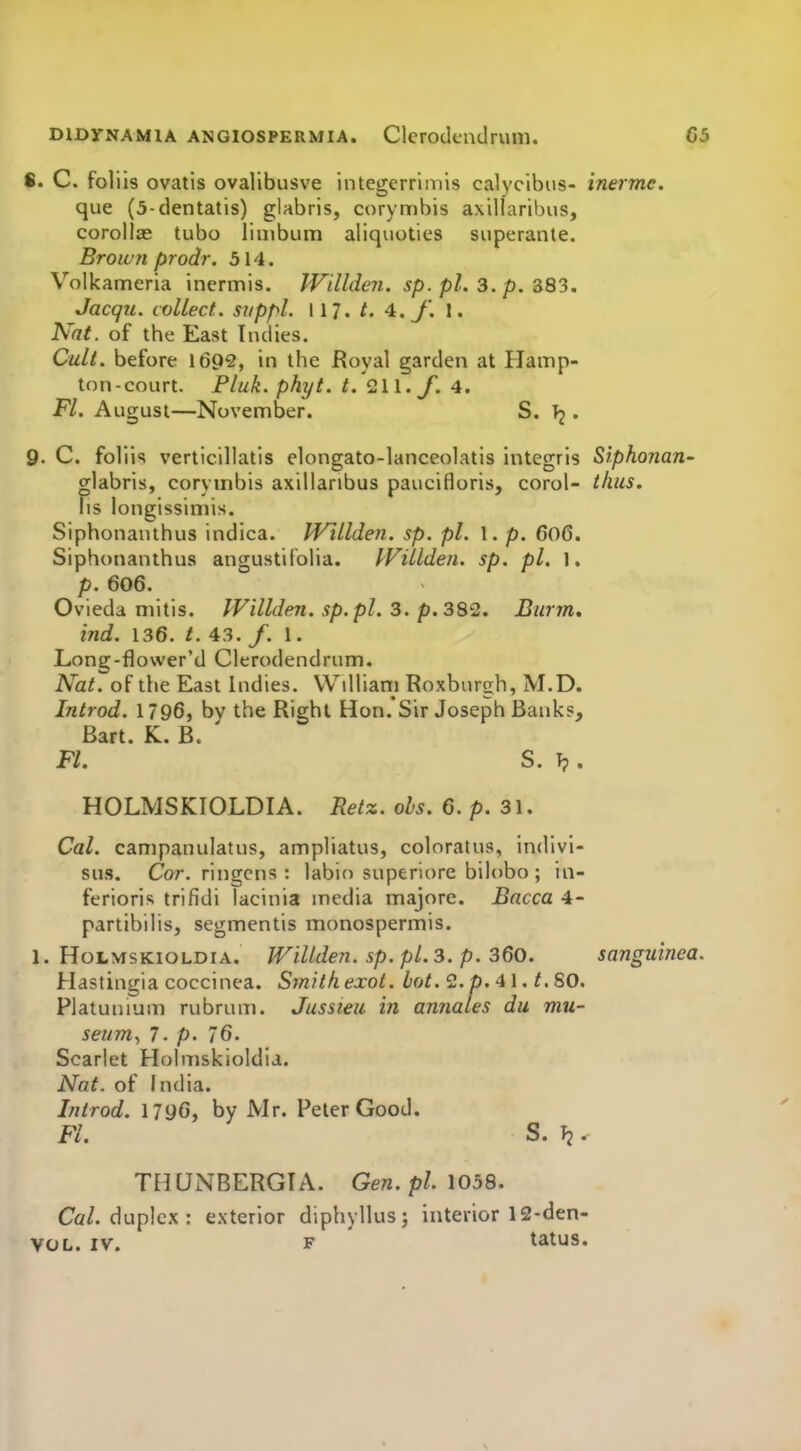 DIDYNAMIA ANGIOSPERMIA. Clerodendrum. 65
8. C. foliis ovatis ovalibusve integerrimis calycibus- inerme.
que (5-dentatis) glabris, corymbis axillaribus,
corollæ tubo limbum aliquoties superante.
Brown prodr. 514.
Volkameria inermis. Willden. sp. pl. 3. p. 383.
Jacqu. collect. suppl. 117. t. 4. f. 1.
Nat. of the East Indies.
Cult. before 1692, in the Royal garden at Hamp-
ton-court. Pluk. phyt. t. 211. f. 4.
Fl. August—November. S. ♄.
9. C. foliis verticillatis elongato-lanceolatis integris Siphonan-
glabris, corymbis axillaribus paucifloris, corol- thus.
lis longissimis.
Siphonanthus indica. Willden. sp. pl. 1. p. 606.
Siphonanthus angustifolia. Willden. sp. pl. 1.
p. 606.
Ovieda mitis. Willden. sp. pl. 3. p. 382. Burm.
ind. 136. t. 43. f. 1.
Long-flower'd Clerodendrum.
Nat. of the East Indies. William Roxburgh, M.D.
Introd. 1796, by the Right Hon. Sir Joseph Banks,
Bart. K. B.
Fl. S. ♄.
HOLMSKIOLDIA. Retz. obs. 6. p. 31.
Cal. campanulatus, ampliatus, coloratus, indivi-
sus. Cor. ringens : labio superiore bilobo ; in-
ferioris trifidi lacinia media majore. Bacca 4-
partibilis, segmentis monospermis.
1. HOLMSKIOLDIA. Willden. sp. pl. 3. p. 360. sanguinea.
Hastingia coccinea. Smith exot. bot. 2. p. 41. t. 80.
Platunium rubrum. Jussieu in annales du mu-
seum, 7. p. 76.
Scarlet Holmskioldia.
Nat. of India.
Introd. 1796, by Mr. Peter Good.
Fl. S. ♄.
THUNBERGIA. Gen. pl. 1058.
Cal. duplex : exterior diphyllus ; interior 12-den-
VOL. IV. F tatus.